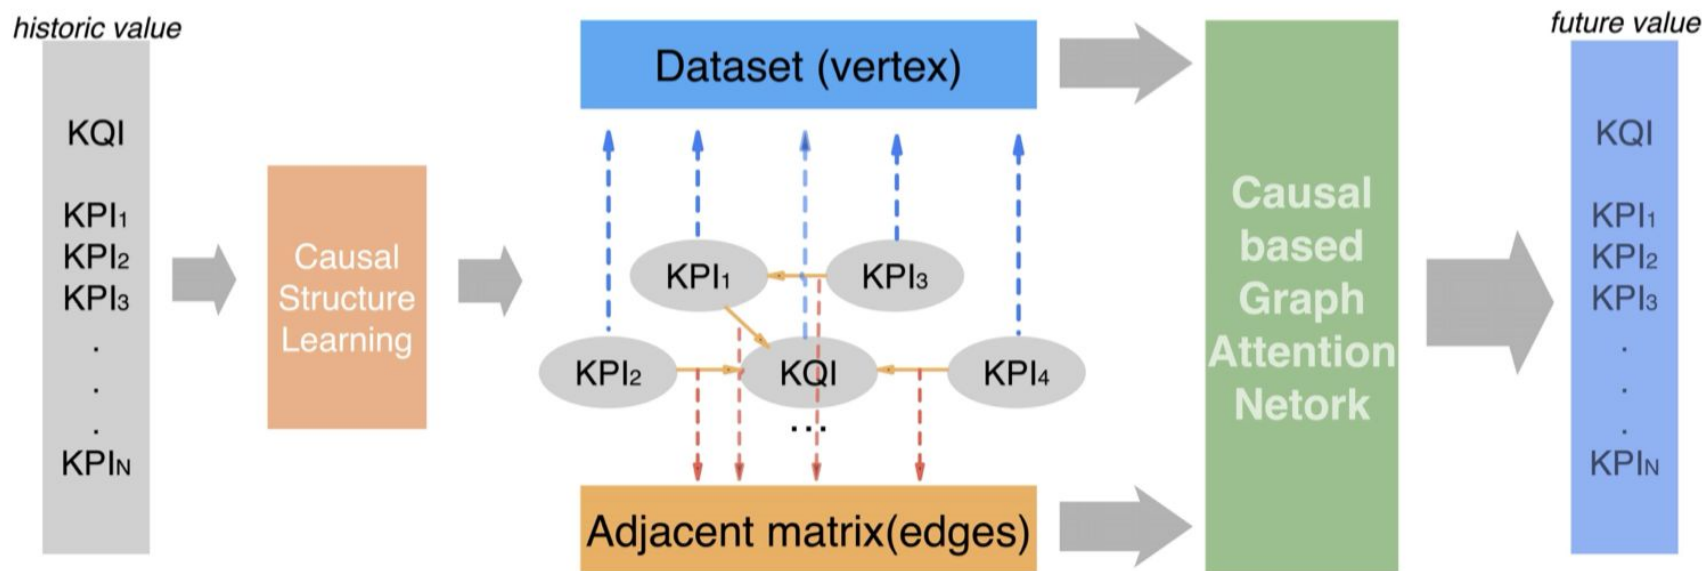 historic value
KQI
KPI1
KPI2
KPI3
.
.
.
KPIN
Causal
Structure
Learning
Dataset (vertex)
KPI1
KPI3
KPI2
KQI
KPI4
...
Adjacent matrix(edges)
Causal
based
Graph
Attention
Netork
future value
KQI
KPI1
KPI2
KPI3
.
.
.
KPIN